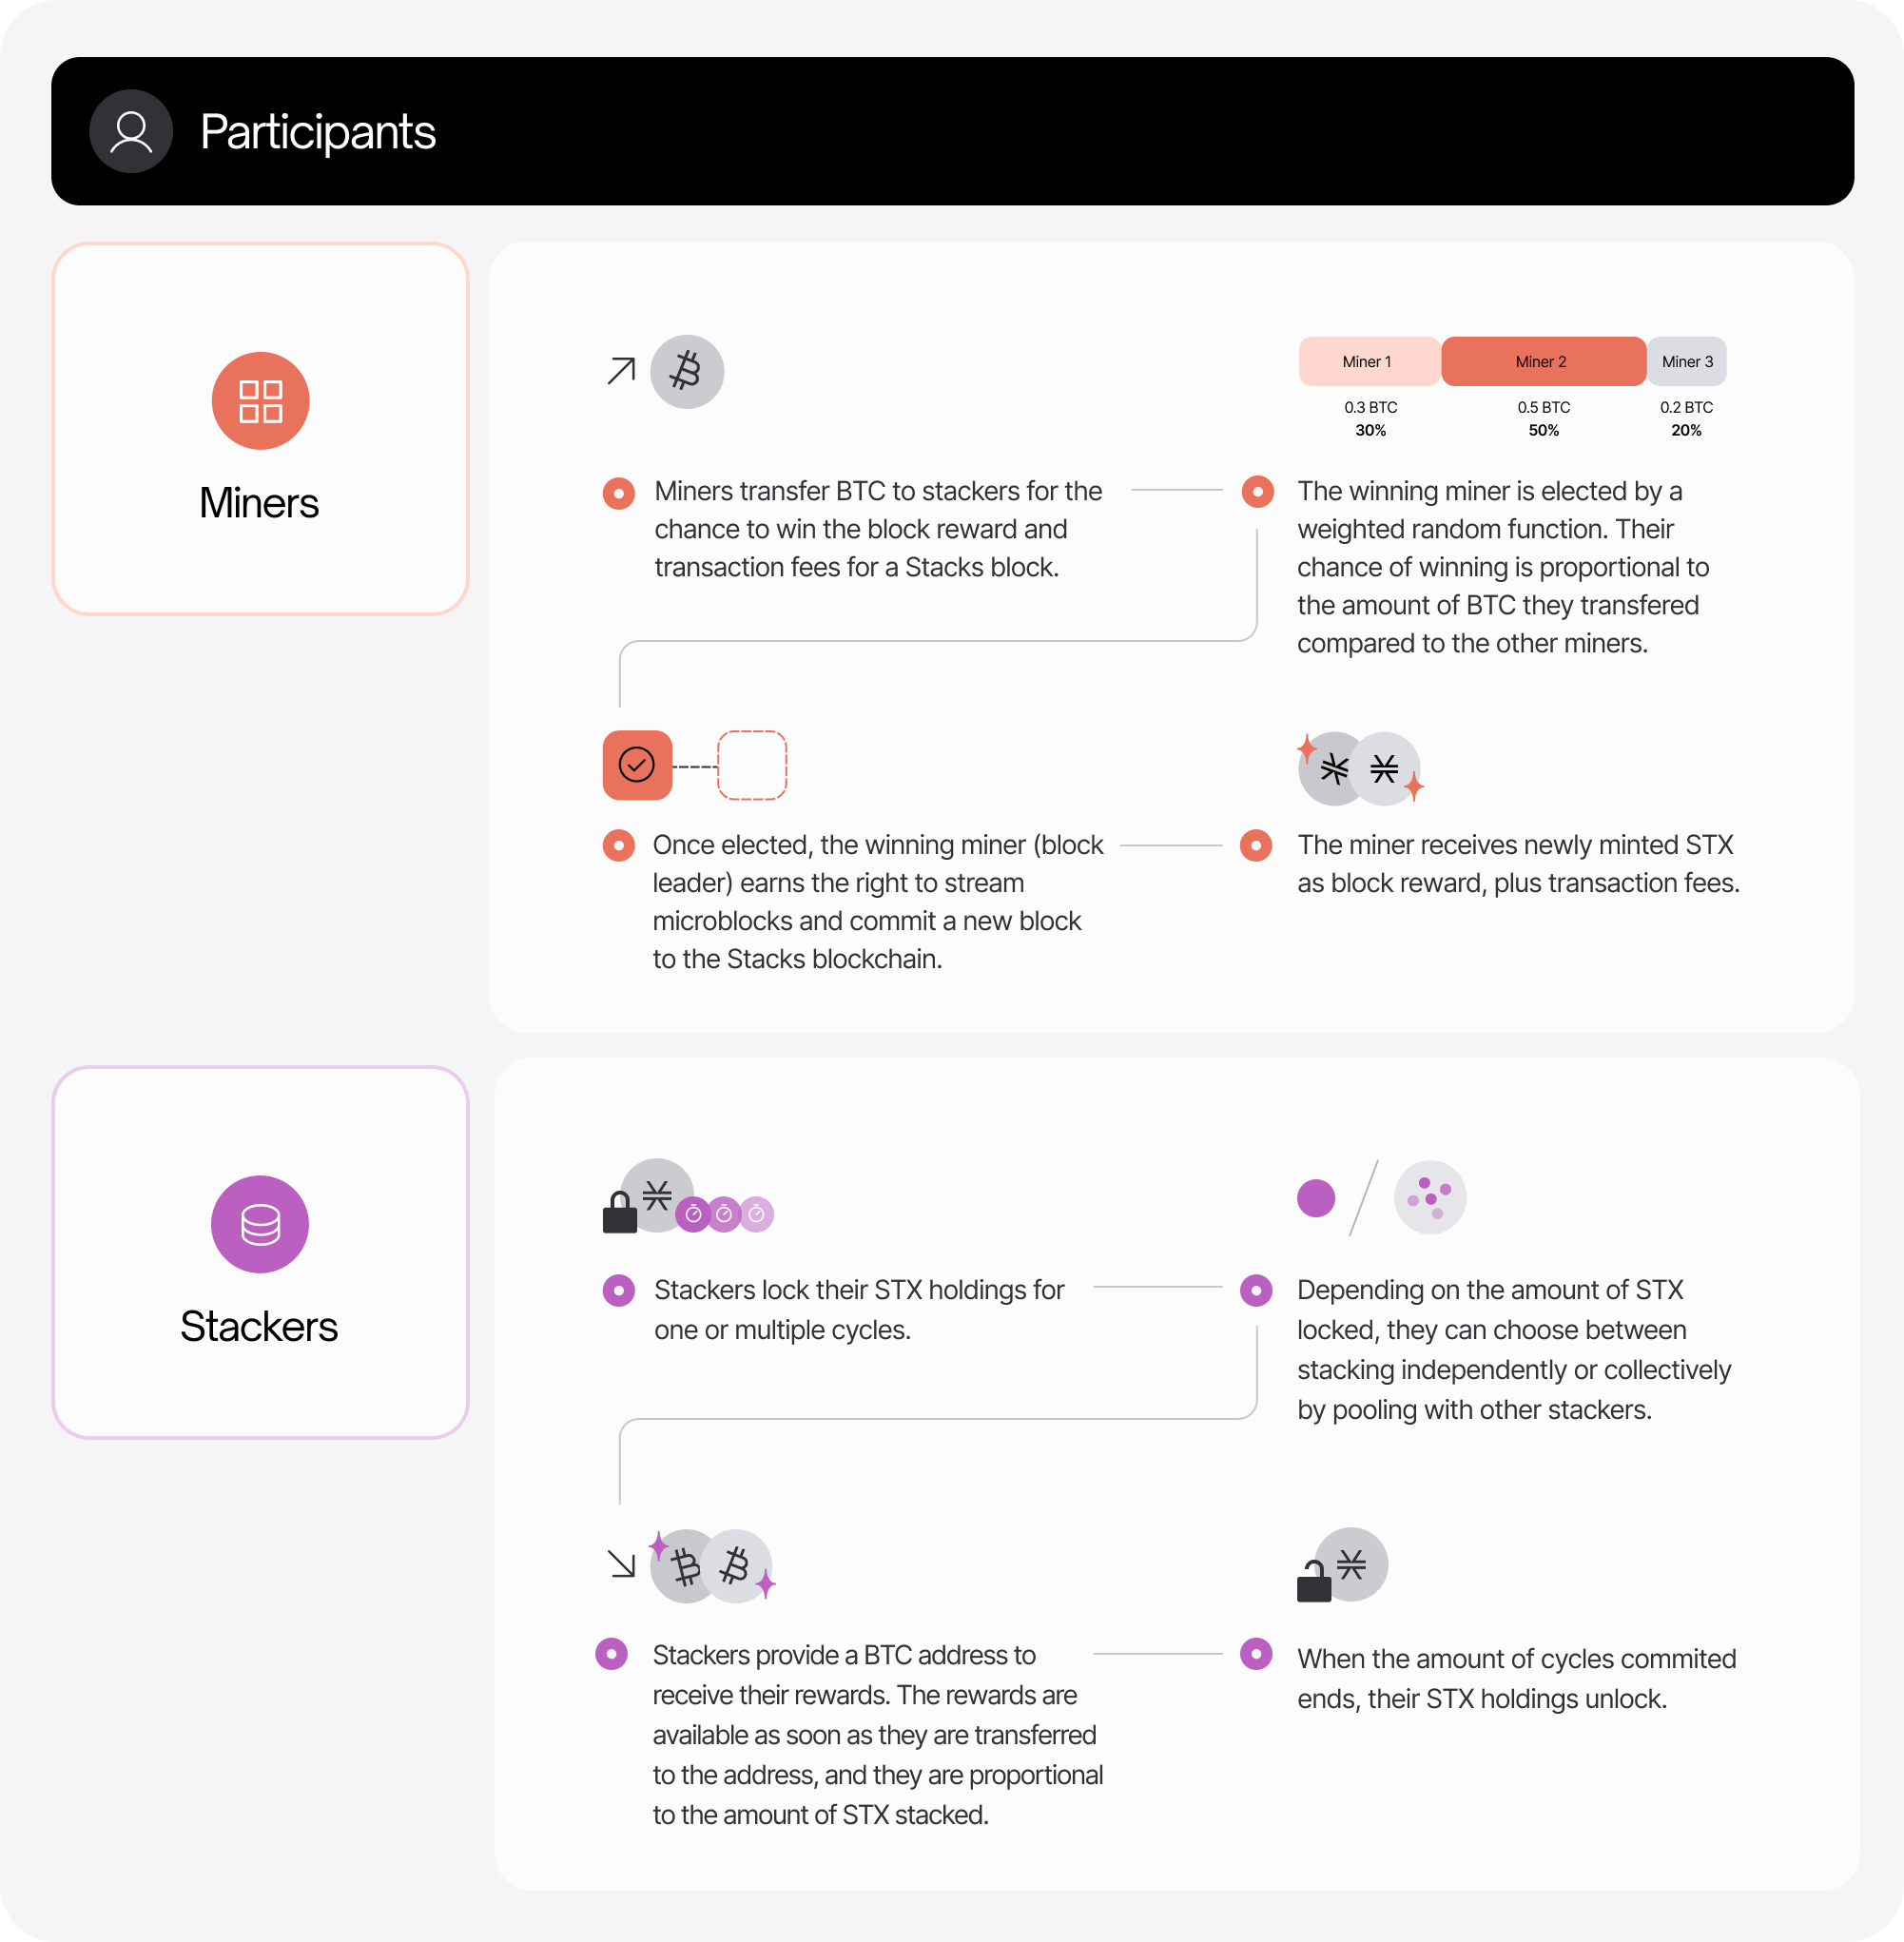 Participants
Miners
Miner 1
Miner 2
Miner 3
0.3 BTC
0.5 BTC
0.2 BTC
30%
50%
20%
Miners transfer BTC to stackers for the
chance to win the block reward and
transaction fees for a Stacks block.
The winning miner is elected by a
weighted random function. Their
chance of winning is proportional to
the amount of BTC they transfered
compared to the other miners.
Once elected, the winning miner (block
leader) earns the right to stream
microblocks and commit a new block
to the Stacks blockchain.
The miner receives newly minted STX
as block reward, plus transaction fees.
Stackers
Stackers lock their STX holdings for
one or multiple cycles.
Depending on the amount of STX
locked, they can choose between
stacking independently or collectively
by pooling with other stackers.
Stackers provide a BTC address to
receive their rewards. The rewards are
available as soon as they are transferred
to the address, and they are proportional
to the amount of STX stacked.
When the amount of cycles commited
ends, their STX holdings unlock.